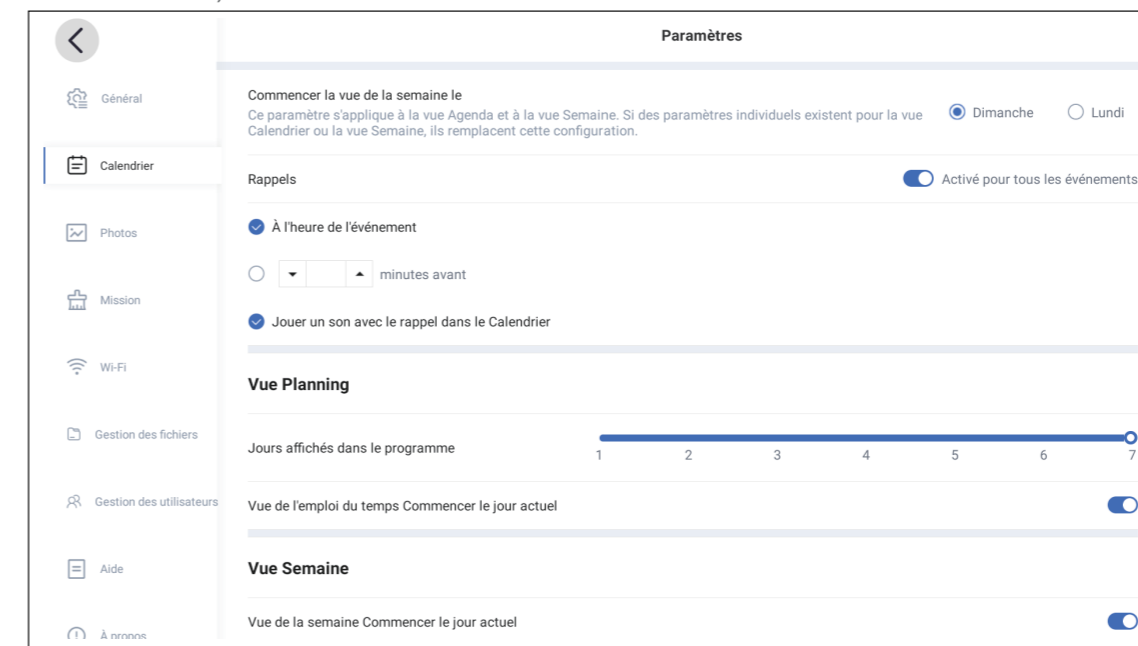 Paramètres
Général
Calendrier
Photos
Mission
Wi-Fi
Gestion des fichiers
Gestion des utilisateurs
Aide
À propos
Commencer la vue de la semaine le
Ce paramètre s'applique à la vue Agenda et à la vue Semaine. Si des paramètres individuels existent pour la vue
Calendrier ou la vue Semaine, ils remplacent cette configuration.
Dimanche
Lundi
Rappels
Activé pour tous les événements
À l'heure de l'événement
minutes avant
Jouer un son avec le rappel dans le Calendrier
Vue Planning
Jours affichés dans le programme
1 2 3 4 5 6 7
Vue de l'emploi du temps Commencer le jour actuel
Vue Semaine
Vue de la semaine Commencer le jour actuel